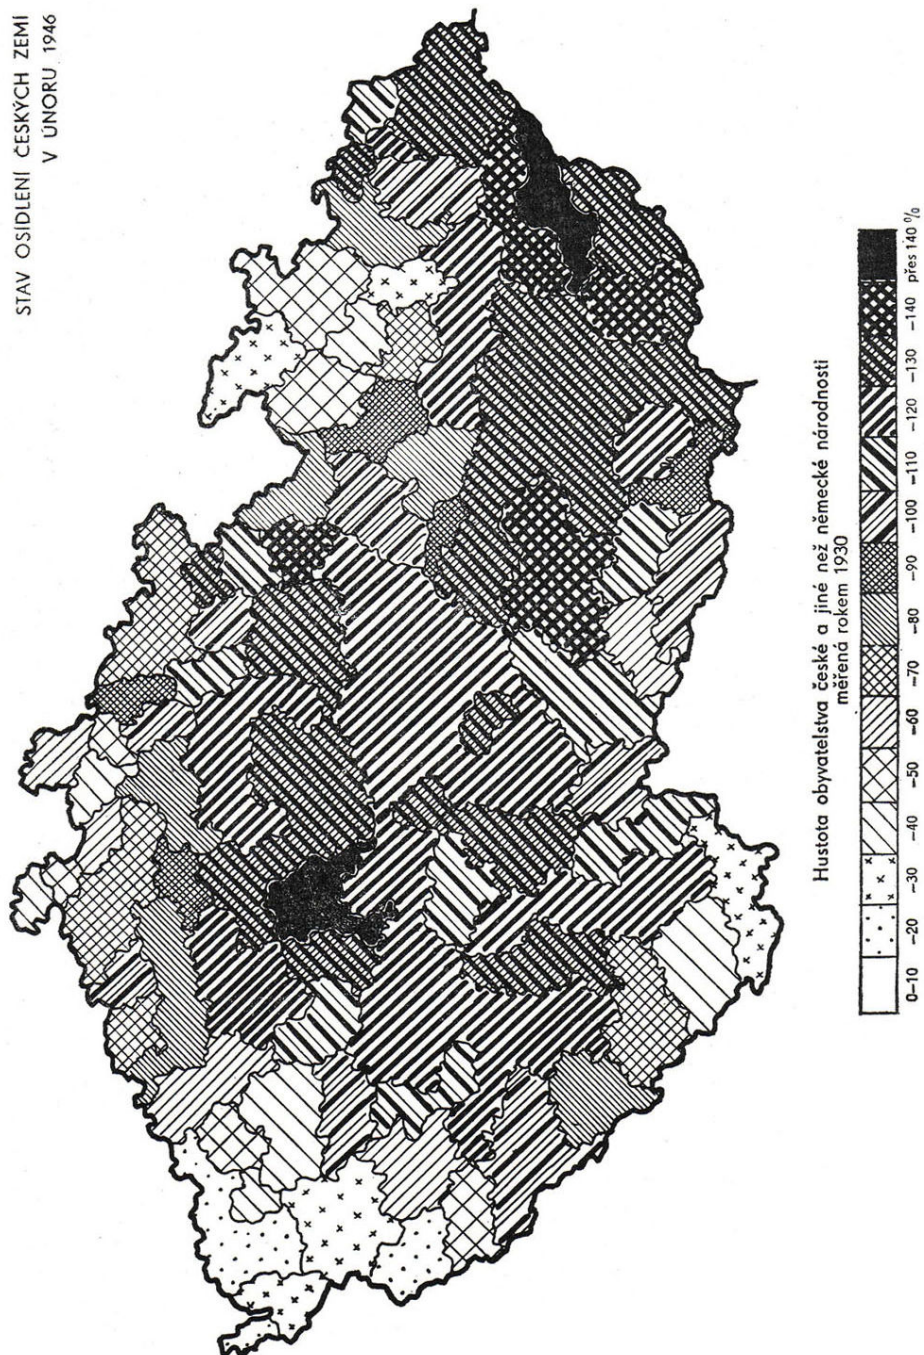 STAV OSIDLENÍ ČESKÝCH ZEMÍ
V ÚNORU 1946
Hustota obyvatelstva české a jiné než německé národnosti
měřená rokem 1930
0–10 –20 –30 –40 –50 –60 –70 –80 –90 –100 –110 –120 –130 –140 přes 140 %